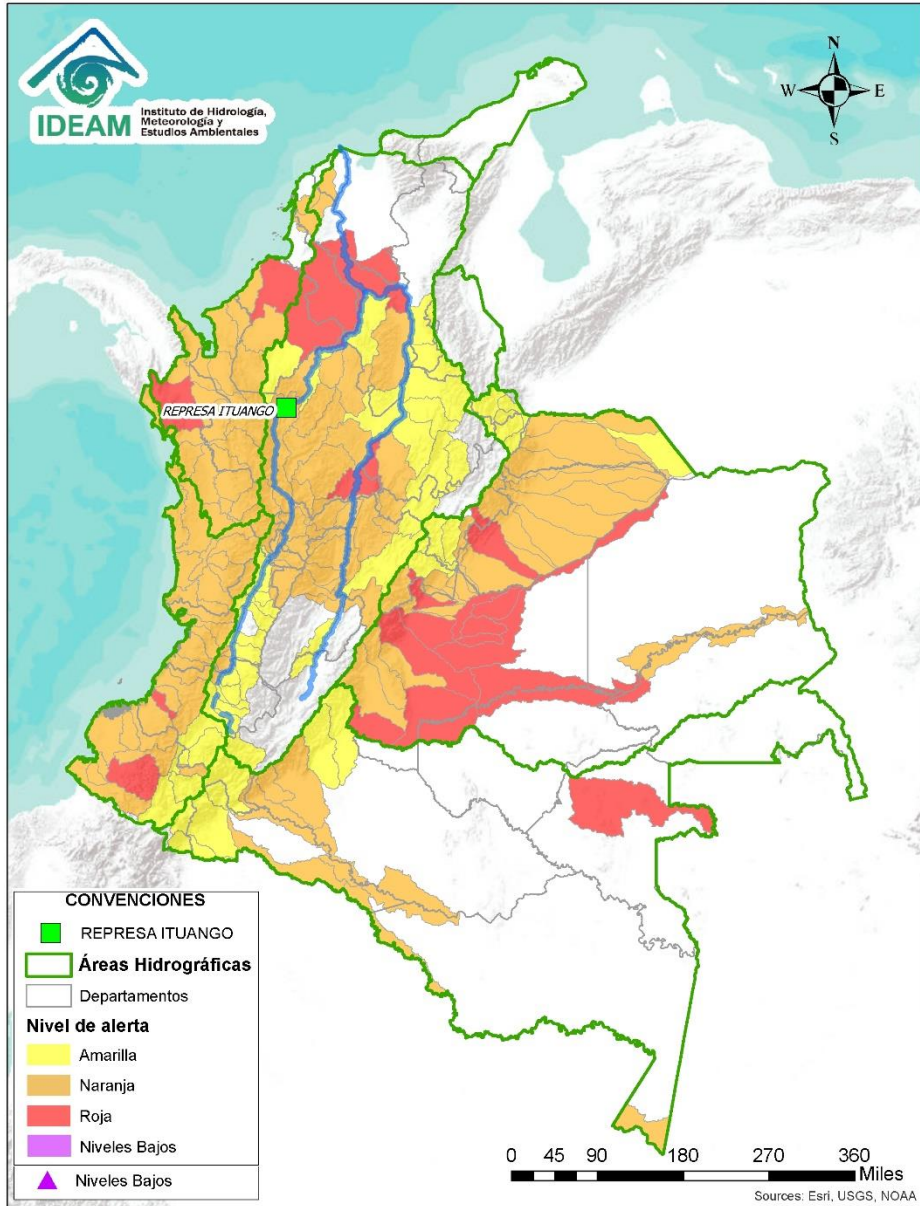 IDEAM
Instituto de Hidrología,
Meteorología y
Estudios Ambientales
N
W
E
S
REPRESA ITUANGO
CONVENCIONES
REPRESA ITUANGO
Áreas Hidrográficas
Departamentos
Nivel de alerta
Amarilla
Naranja
Roja
Niveles Bajos
Niveles Bajos
0 45 90 180 270 360
Miles
Sources: Esri, USGS, NOAA